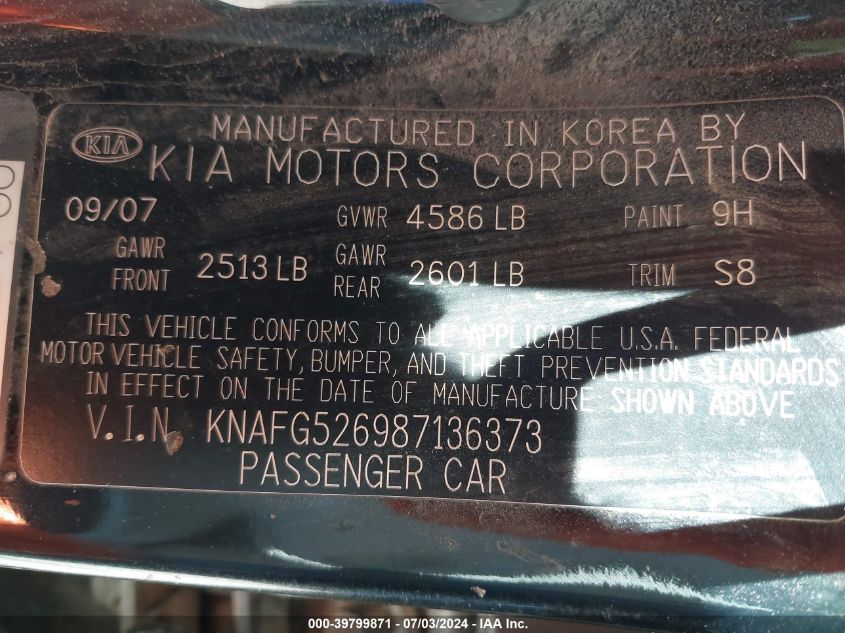 MANUFACTURED IN KOREA BY
KIA KIA MOTORS CORPORATION
09/07 GVWR 4586 LB PAINT 9H
GAWR FRONT 2513 LB GAWR REAR 2601 LB TRIM S8
THIS VEHICLE CONFORMS TO ALL APPLICABLE U.S.A. FEDERAL
MOTOR VEHICLE SAFETY, BUMPER, AND THEFT PREVENTION STANDARDS
IN EFFECT ON THE DATE OF MANUFACTURE SHOWN ABOVE
V.I.N. KNAFG526987136373
PASSENGER CAR
000-39799871 / 07/03/2024 - IAA Inc.